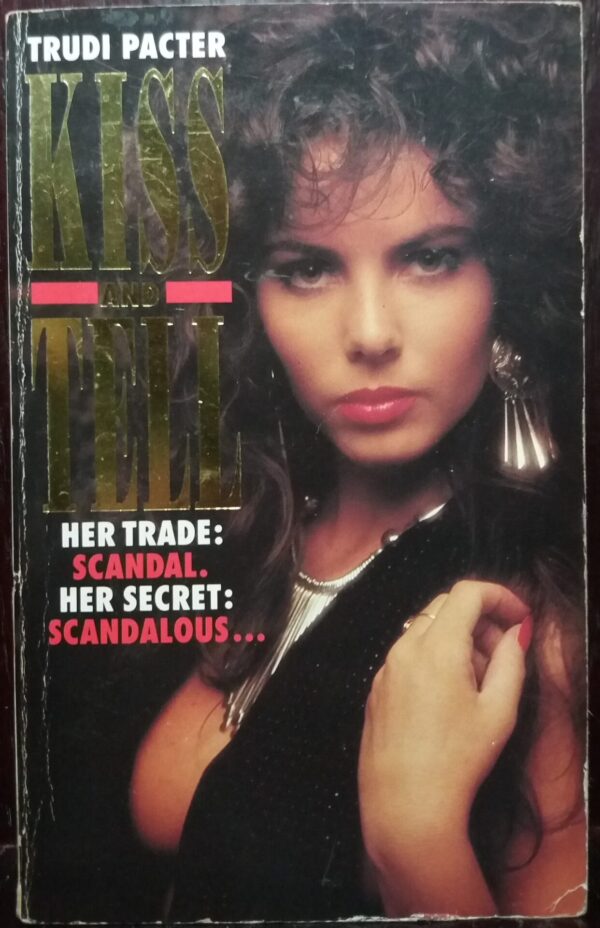 TRUDI PACTER
KISS
AND
TELL
HER TRADE:
SCANDAL.
HER SECRET:
SCANDALOUS...